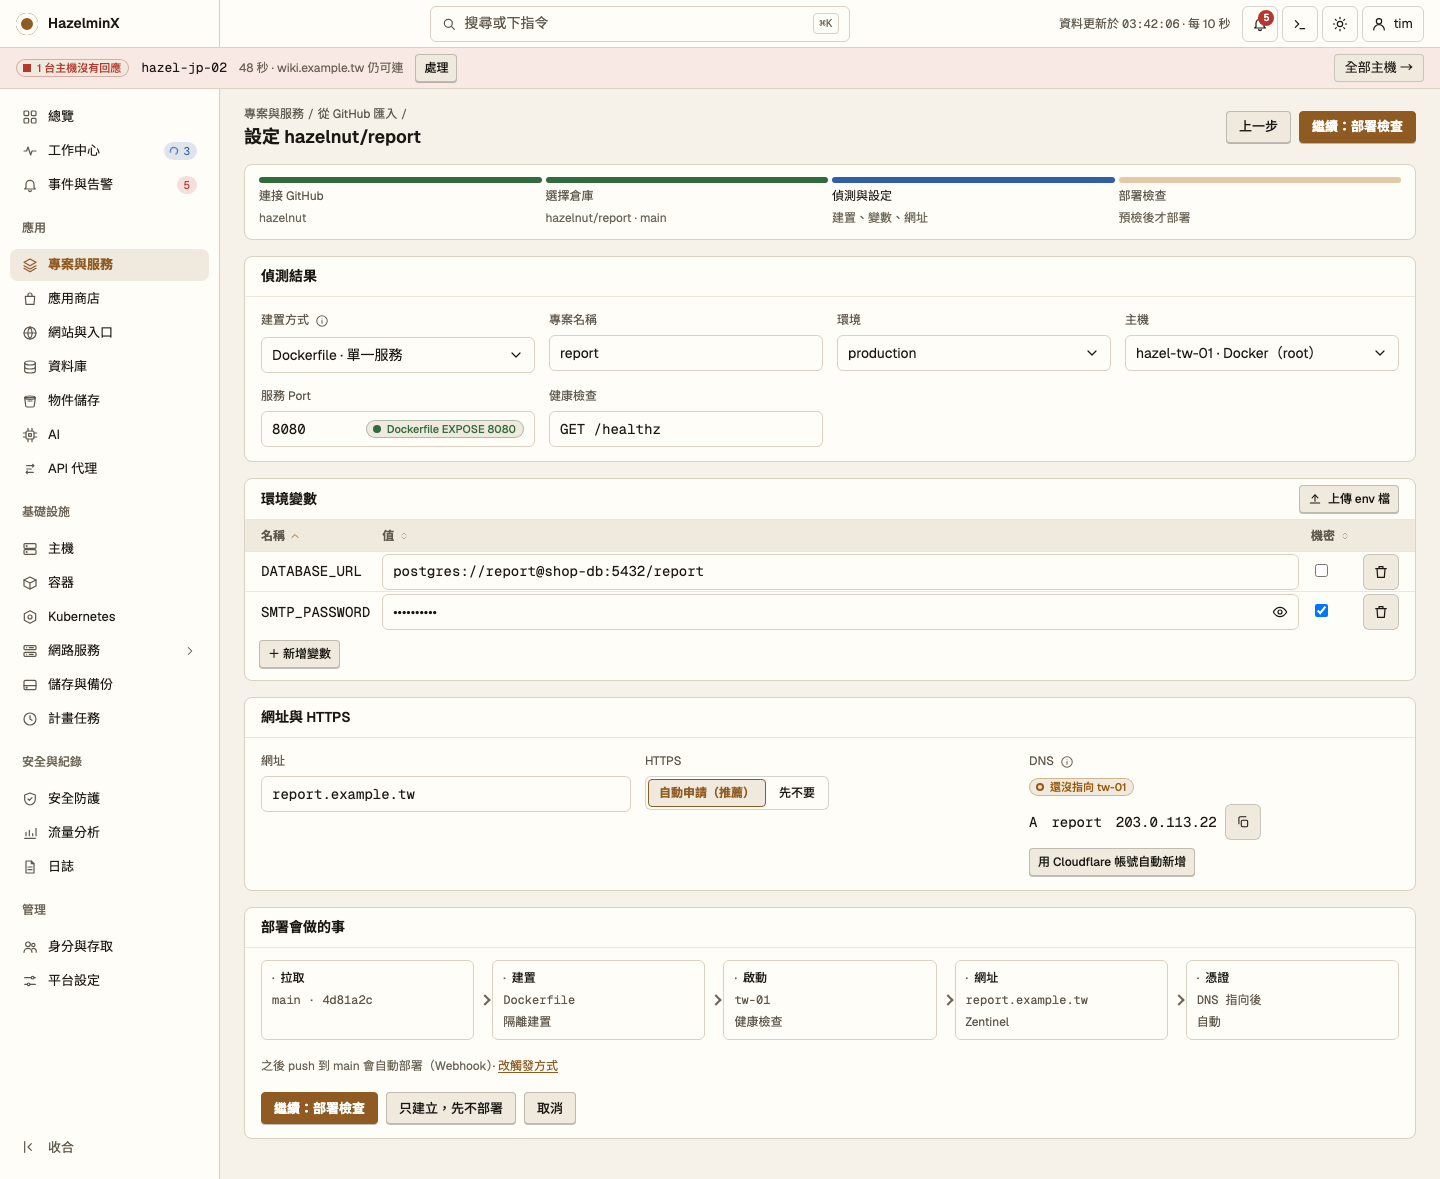 HazelminX
搜尋或下指令
⌘K
資料更新於 03:42:06 · 每 10 秒
5
tim
1 台主機沒有回應
hazel-jp-02
48 秒 · wiki.example.tw 仍可連
處理
全部主機 →
總覽
工作中心
3
事件與告警
5
應用
專案與服務
應用商店
網站與入口
資料庫
物件儲存
AI
API 代理
基礎設施
主機
容器
Kubernetes
網路服務
儲存與備份
計畫任務
安全與紀錄
安全防護
流量分析
日誌
管理
身分與存取
平台設定
收合
專案與服務 / 從 GitHub 匯入 /
設定 hazelnut/report
上一步
繼續：部署檢查
連接 GitHub
hazelnut
選擇倉庫
hazelnut/report · main
偵測與設定
建置、變數、網址
部署檢查
預檢後才部署
偵測結果
建置方式
Dockerfile · 單一服務
專案名稱
report
環境
production
主機
hazel-tw-01 · Docker（root）
服務 Port
8080
Dockerfile EXPOSE 8080
健康檢查
GET /healthz
環境變數
上傳 env 檔
名稱
值
機密
DATABASE_URL
postgres://report@shop-db:5432/report
SMTP_PASSWORD
••••••••••
＋ 新增變數
網址與 HTTPS
網址
report.example.tw
HTTPS
自動申請（推薦）
先不要
DNS
還沒指向 tw-01
A report 203.0.113.22
用 Cloudflare 帳號自動新增
部署會做的事
· 拉取
main · 4d81a2c
· 建置
Dockerfile
隔離建置
· 啟動
tw-01
健康檢查
· 網址
report.example.tw
Zentinel
· 憑證
DNS 指向後
自動
之後 push 到 main 會自動部署（Webhook）· 改觸發方式
繼續：部署檢查
只建立，先不部署
取消